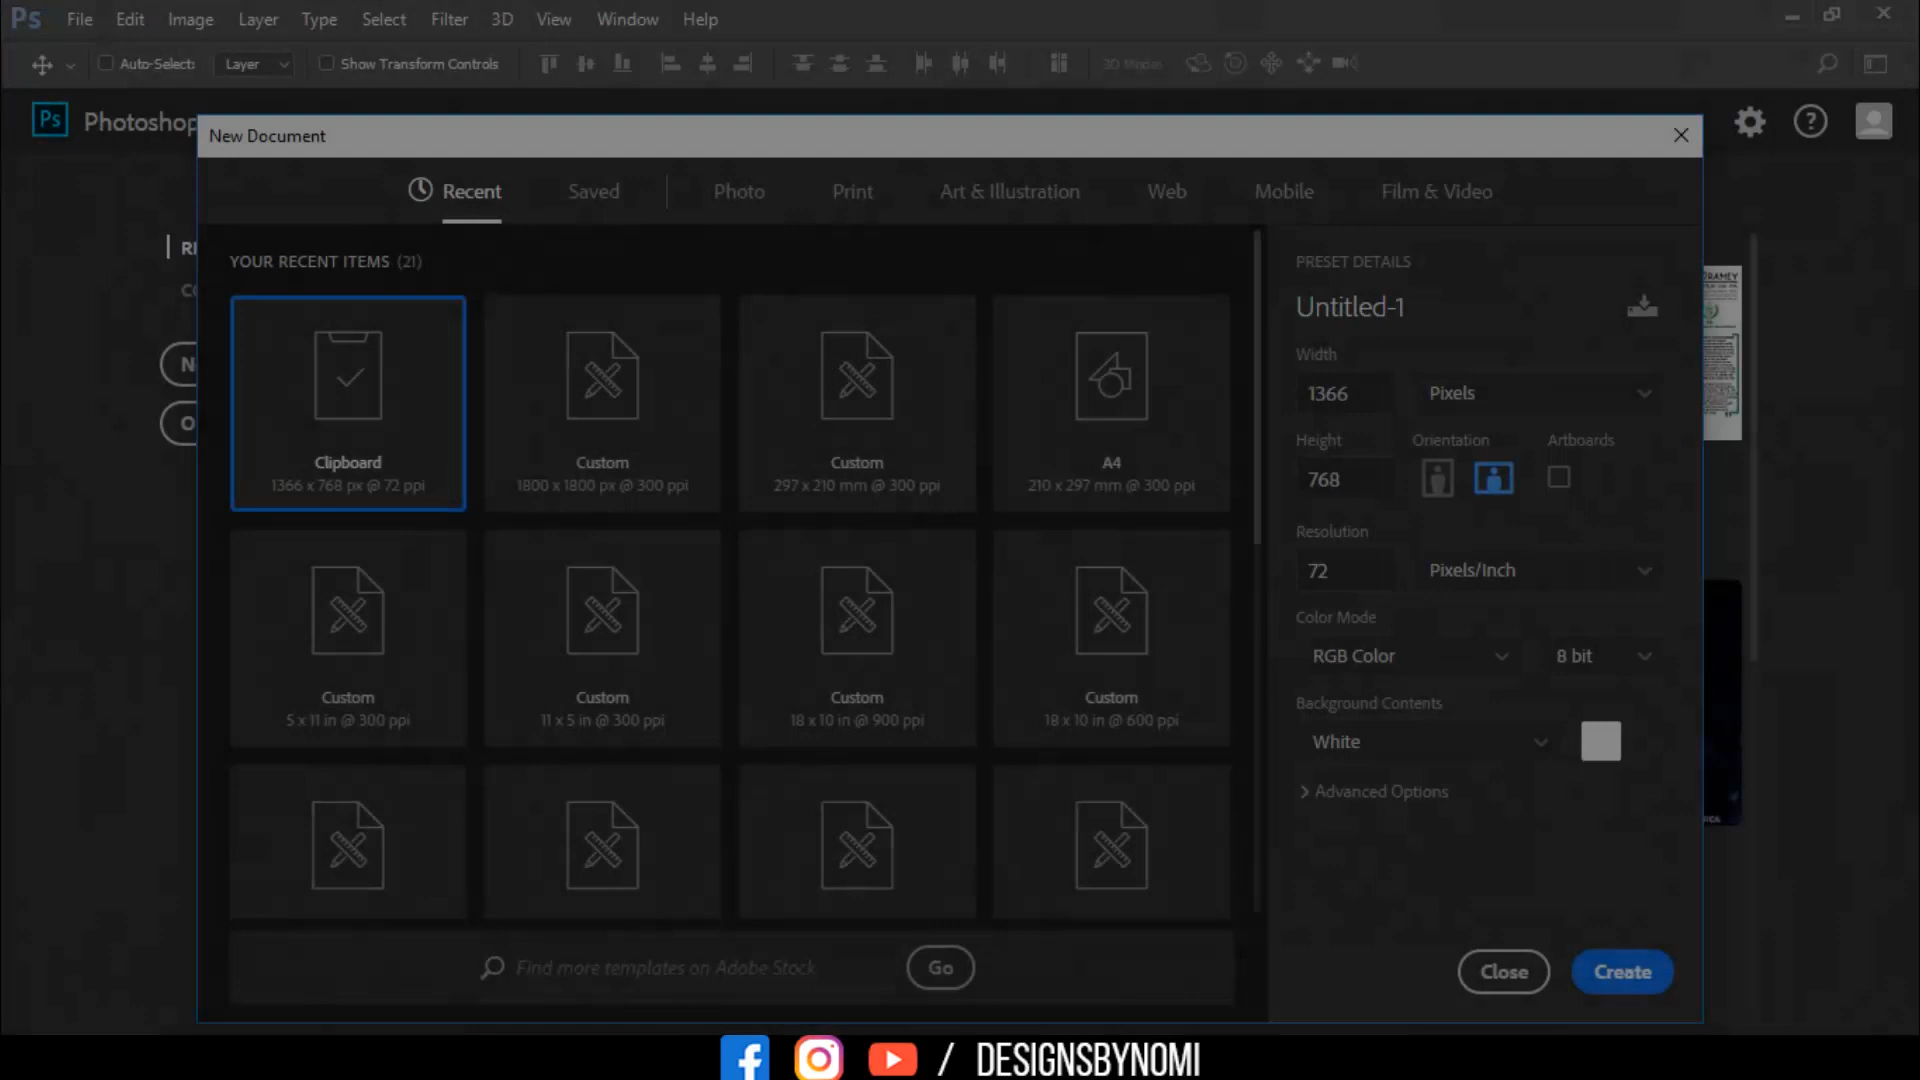 Ps File Edit Image Layer Type Select Filter 3D View Window Help
Auto-Select: Layer Show Transform Controls 3D Mode:
Ps Photoshop
New Document
Recent Saved Photo Print Art & Illustration Web Mobile Film & Video
YOUR RECENT ITEMS (21)
Clipboard
1366 x 768 px @ 72 ppi
Custom
1800 x 1800 px @ 300 ppi
Custom
297 x 210 mm @ 300 ppi
A4
210 x 297 mm @ 300 ppi
Custom
5 x 11 in @ 300 ppi
Custom
11 x 5 in @ 300 ppi
Custom
18 x 10 in @ 900 ppi
Custom
18 x 10 in @ 600 ppi
Find more templates on Adobe Stock Go
PRESET DETAILS
Untitled-1
Width
1366 Pixels
Height Orientation Artboards
768
Resolution
72 Pixels/Inch
Color Mode
RGB Color 8 bit
Background Contents
White
Advanced Options
Close Create
/ DESIGNSBYNOMI